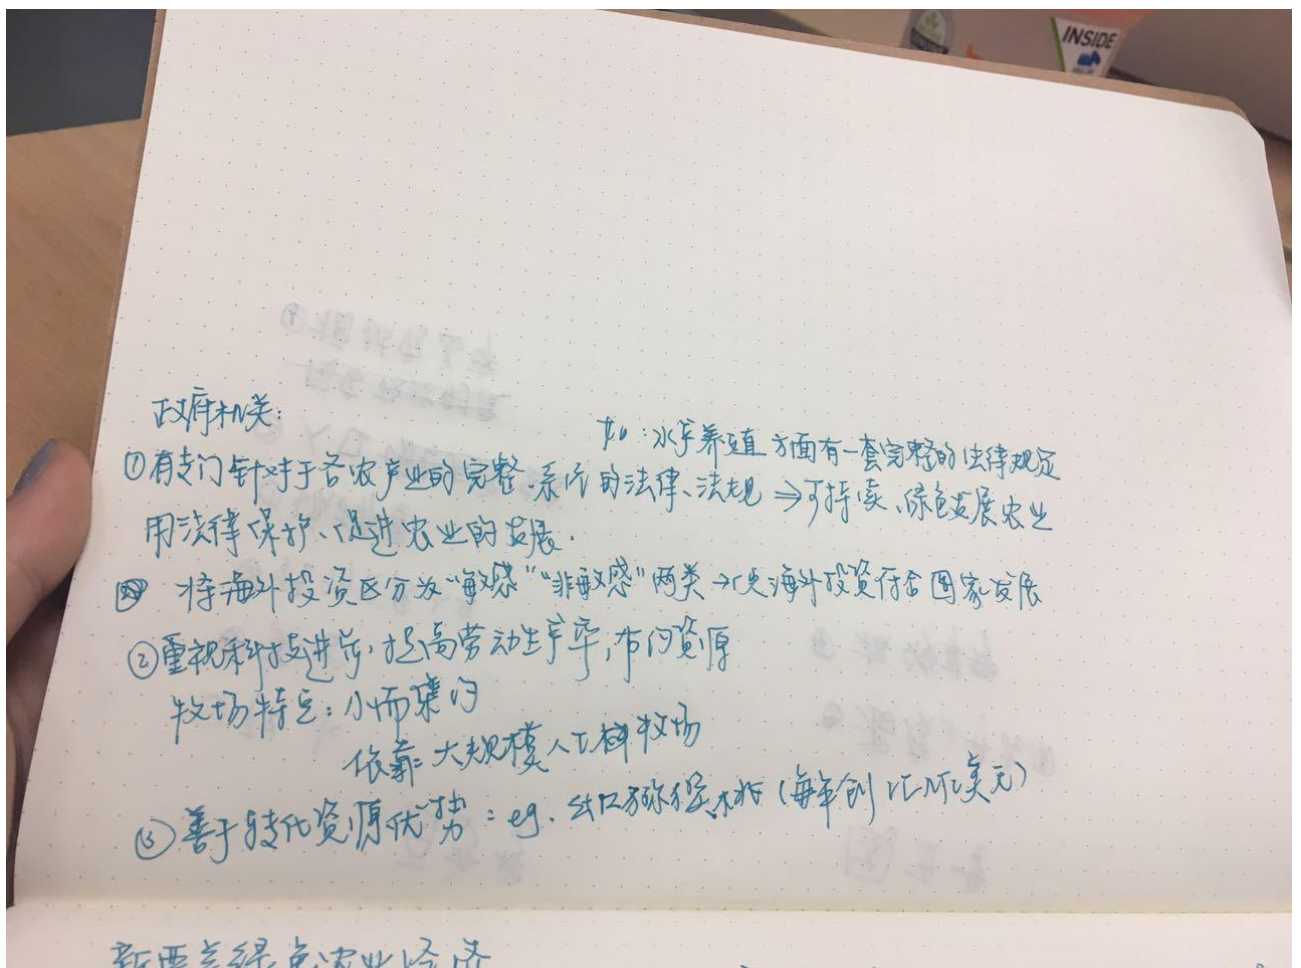 INSIDE
政府机关:
如:水产养殖方面有一套完整的法律规定
①有专门针对于各农产业的完整、系统的法律、法规 ⇒可持续、绿色发展农业
用法律保护、促进农业的发展.
将海外投资区分为“敏感”“非敏感”两类→使海外投资符合国家发展
②重视科技进步,提高劳动生产率,节约资源
牧场特点:小而集约
依靠 大规模人工种 牧场
③善于 转化资源优势:eg. 出口猕猴桃(每年创 亿美元)
新西兰绿色农业经济